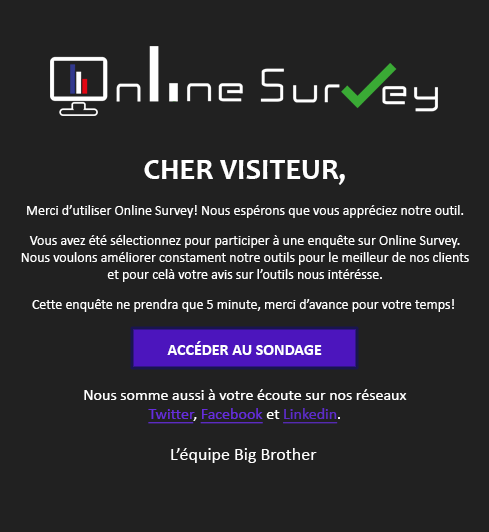 Online Survey
CHER VISITEUR,
Merci d'utiliser Online Survey! Nous espérons que vous appréciez notre outil.
Vous avez été sélectionnez pour participer à une enquête sur Online Survey.
Nous voulons améliorer constament notre outils pour le meilleur de nos clients
et pour celà votre avis sur l'outils nous intérésse.
Cette enquête ne prendra que 5 minute, merci d'avance pour votre temps!
ACCÉDER AU SONDAGE
Nous somme aussi à votre écoute sur nos réseaux
Twitter, Facebook et Linkedin.
L'équipe Big Brother